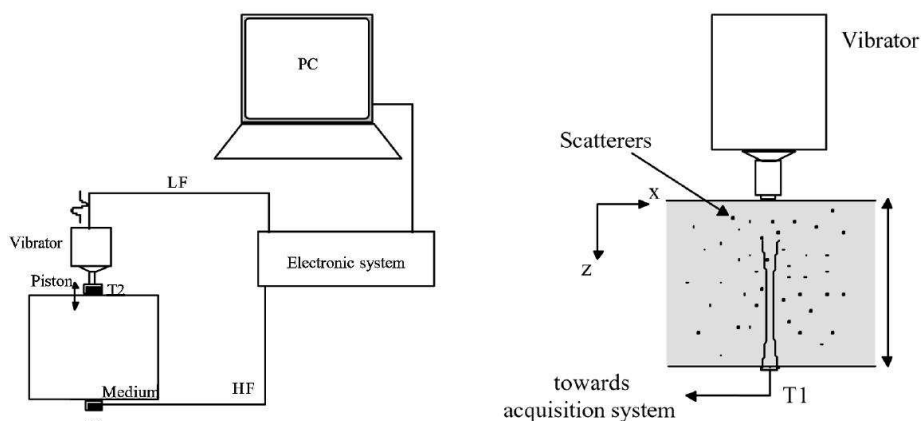 PC
LF
Vibrator
Electronic system
Piston
T2
Medium
HF
Vibrator
Scatterers
x
z
towards
acquisition system
T1